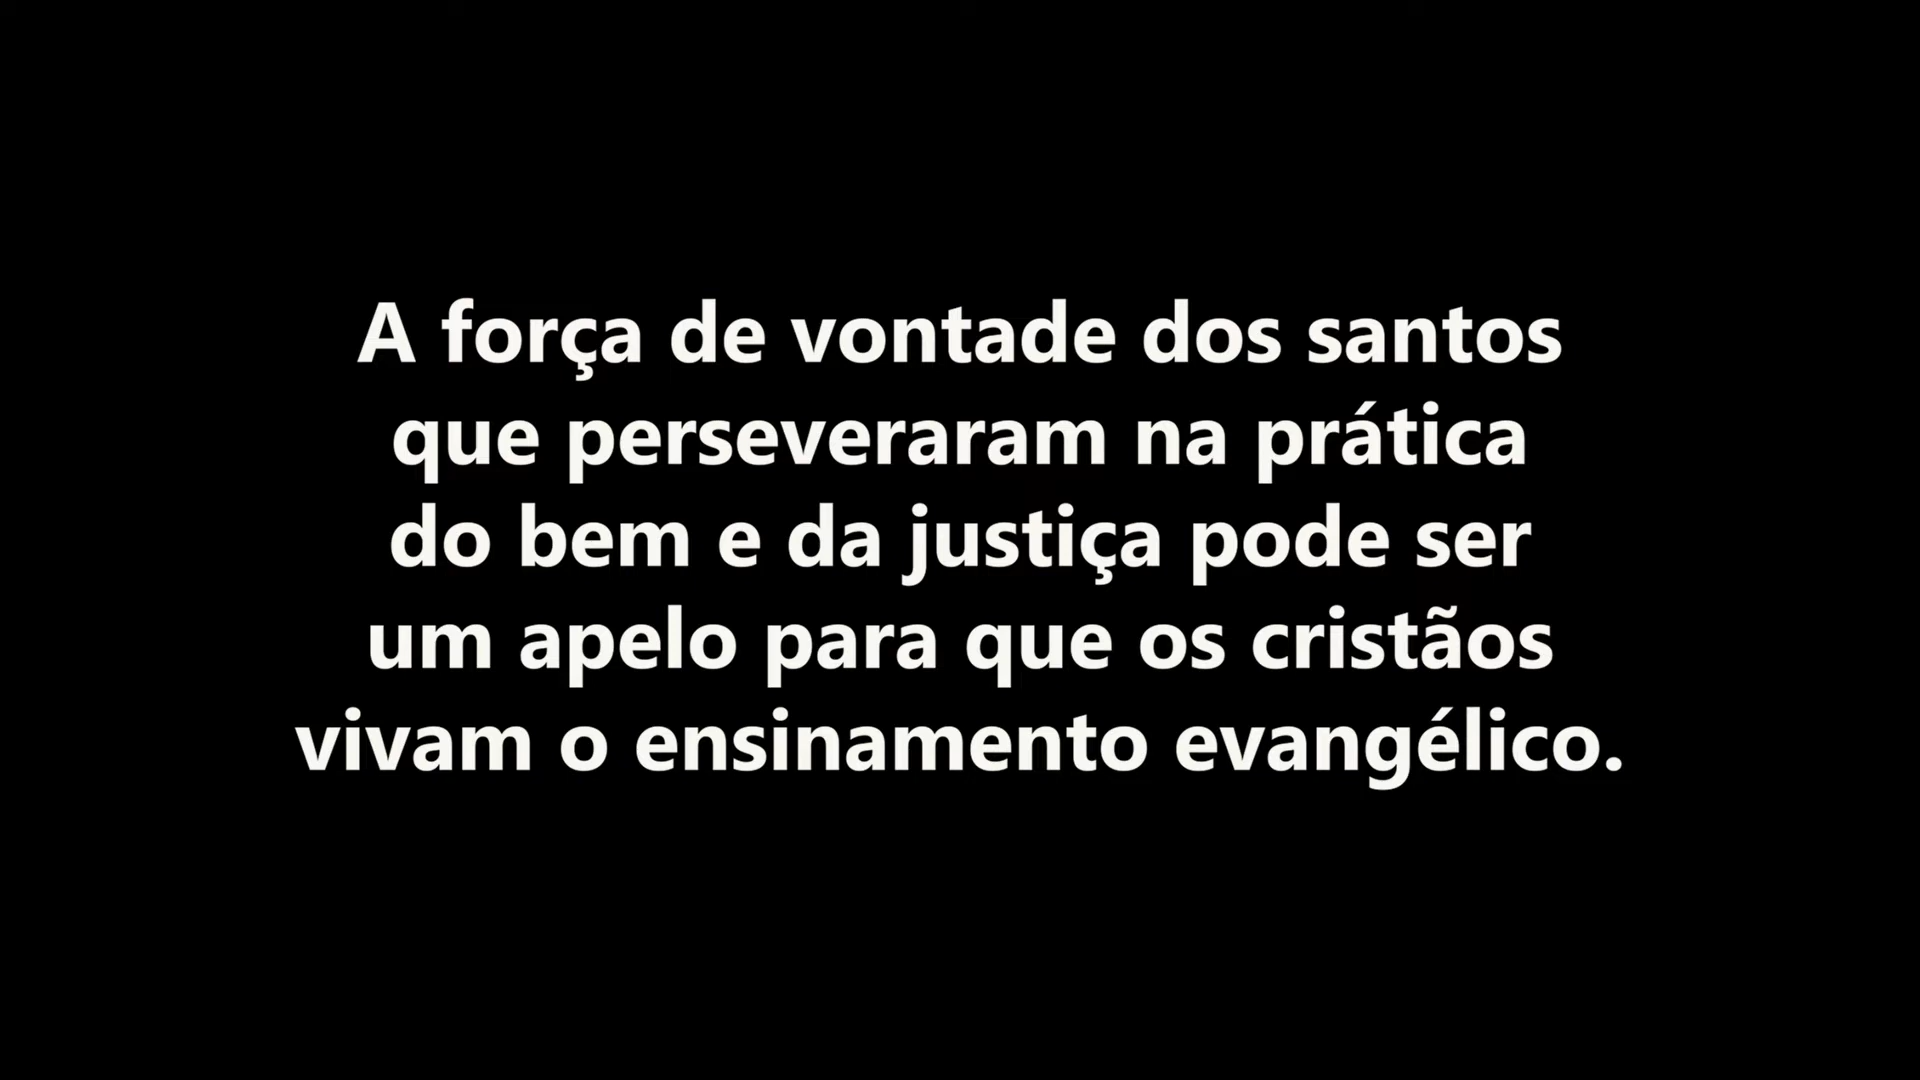 A força de vontade dos santos
que perseveraram na prática
do bem e da justiça pode ser
um apelo para que os cristãos
vivam o ensinamento evangélico.